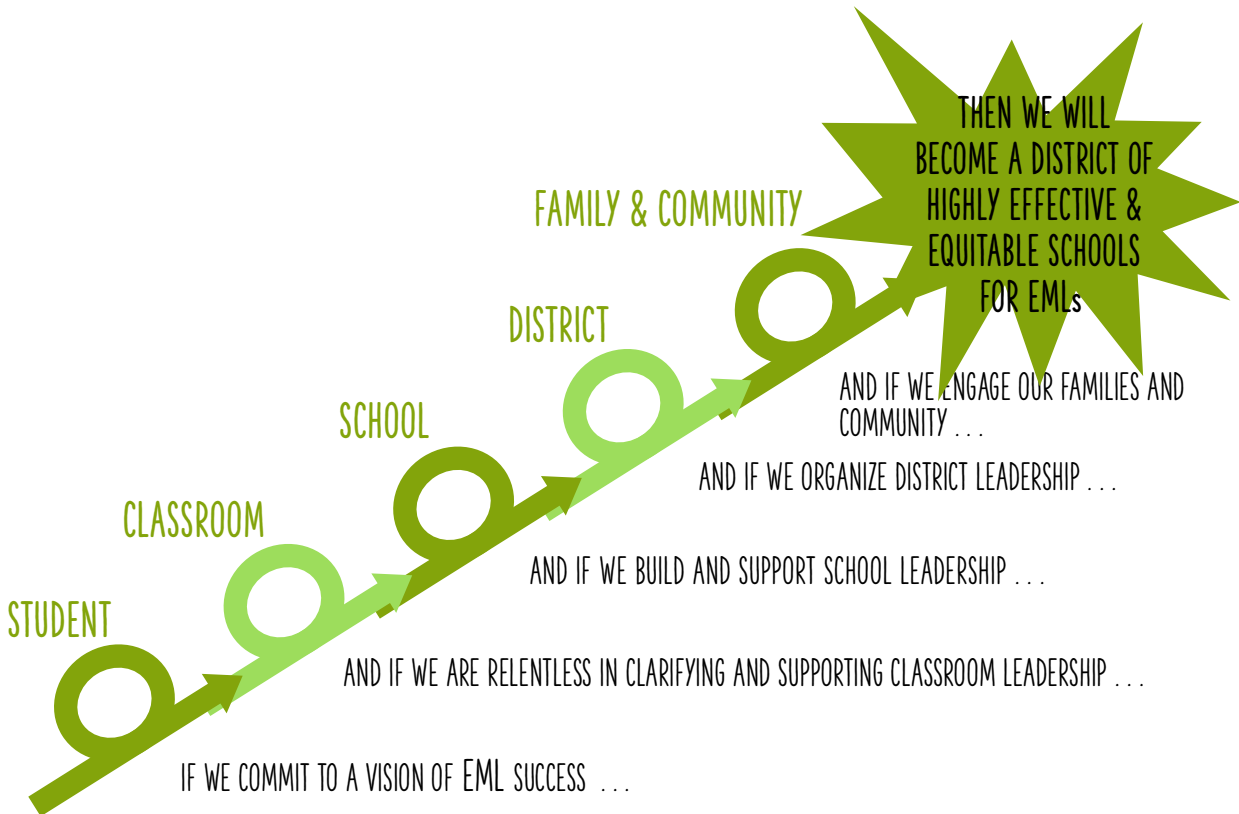 THEN WE WILL
BECOME A DISTRICT OF
HIGHLY EFFECTIVE &
EQUITABLE SCHOOLS
FOR EMLs
FAMILY & COMMUNITY
DISTRICT
AND IF WE ENGAGE OUR FAMILIES AND
COMMUNITY . . .
SCHOOL
AND IF WE ORGANIZE DISTRICT LEADERSHIP . . .
CLASSROOM
AND IF WE BUILD AND SUPPORT SCHOOL LEADERSHIP . . .
STUDENT
AND IF WE ARE RELENTLESS IN CLARIFYING AND SUPPORTING CLASSROOM LEADERSHIP . . .
IF WE COMMIT TO A VISION OF EML SUCCESS . . .